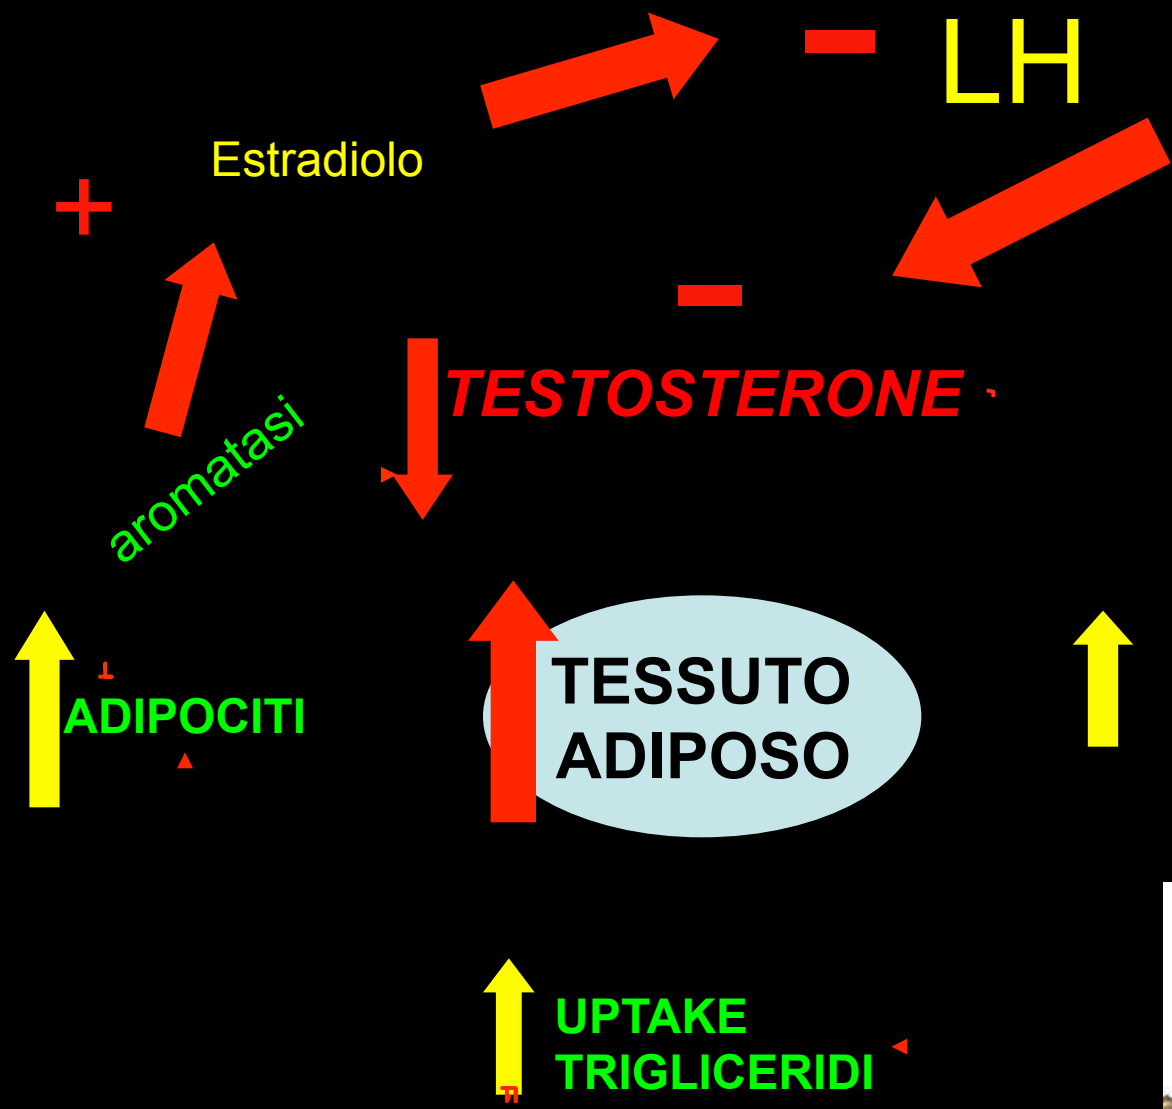 LH
Estradiolo
+
TESTOSTERONE
aromatasi
TESSUTO
ADIPOSO
ADIPOCITI
UPTAKE
TRIGLICERIDI